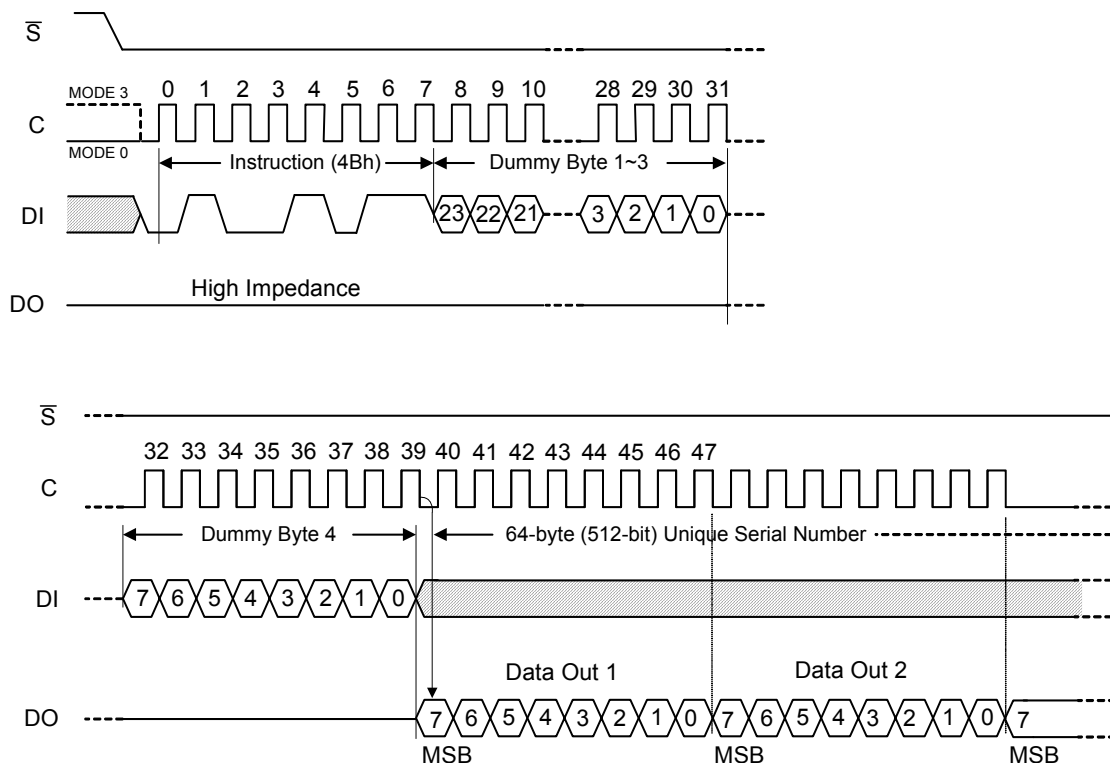 S
MODE 3
0 1 2 3 4 5 6 7 8 9 10 28 29 30 31
C
MODE 0
Instruction (4Bh) Dummy Byte 1~3
DI 23 22 21 3 2 1 0
High Impedance
DO
S
32 33 34 35 36 37 38 39 40 41 42 43 44 45 46 47
C
Dummy Byte 4 64-byte (512-bit) Unique Serial Number
DI 7 6 5 4 3 2 1 0
Data Out 1 Data Out 2
DO 7 6 5 4 3 2 1 0 7 6 5 4 3 2 1 0 7
MSB MSB MSB